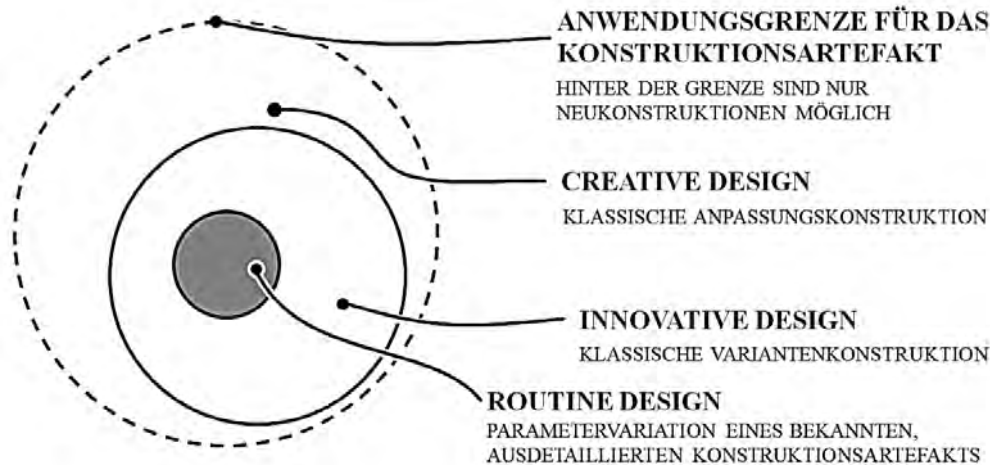 ANWENDUNGSGRENZE FÜR DAS
KONSTRUKTIONSARTEFAKT
HINTER DER GRENZE SIND NUR
NEUKONSTRUKTIONEN MÖGLICH
CREATIVE DESIGN
KLASSISCHE ANPASSUNGSKONSTRUKTION
INNOVATIVE DESIGN
KLASSISCHE VARIANTENKONSTRUKTION
ROUTINE DESIGN
PARAMETERVARIATION EINES BEKANNTEN,
AUSDETAILLIERTEN KONSTRUKTIONSARTEFAKTS